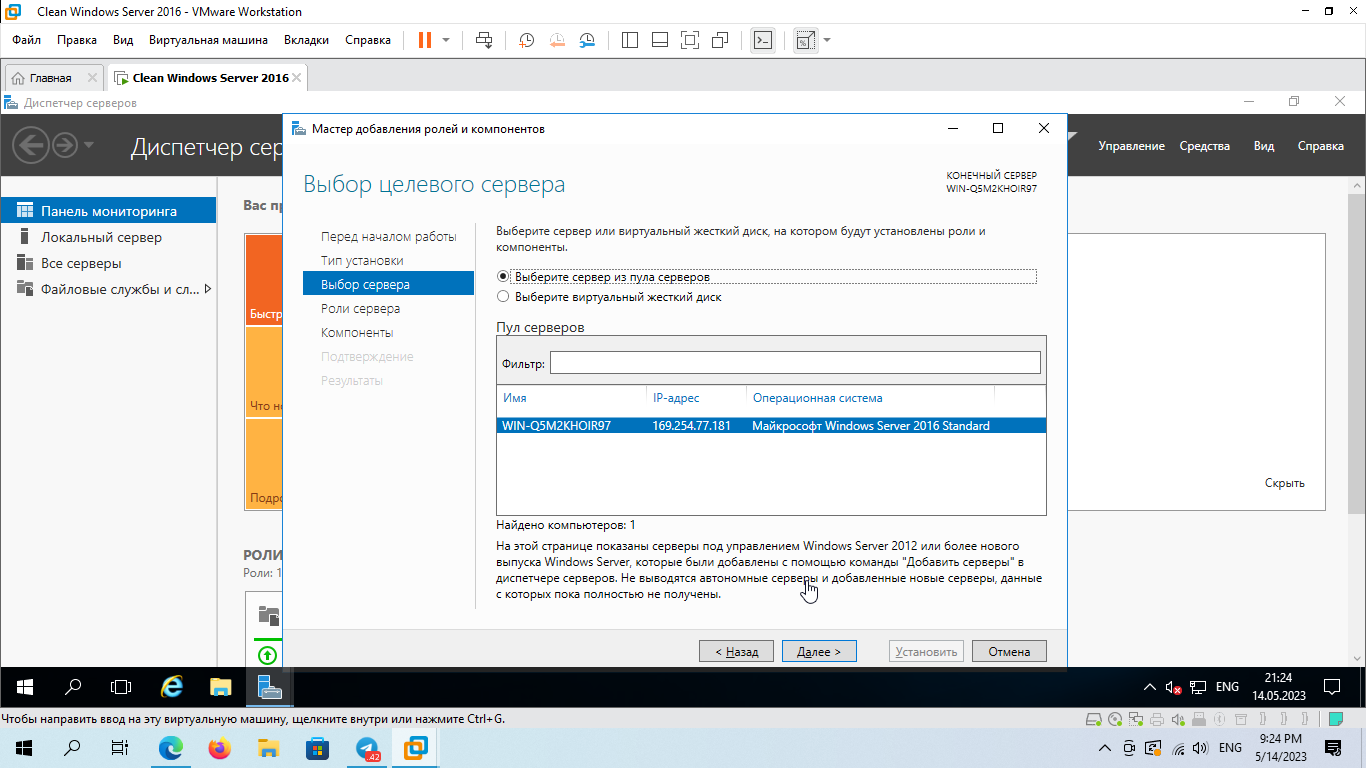 Clean Windows Server 2016 - VMware Workstation
Файл Правка Вид Виртуальная машина Вкладки Справка
Главная Clean Windows Server 2016
Диспетчер серверов
Диспетчер сер
Управление Средства Вид Справка
Мастер добавления ролей и компонентов
Выбор целевого сервера
КОНЕЧНЫЙ СЕРВЕР
WIN-Q5M2KHOIR97
Панель мониторинга
Локальный сервер
Все серверы
Файловые службы и сл...
Вас пр
Быстр
Что н
Подро
РОЛИ
Роли: 1
Скрыть
Перед началом работы
Тип установки
Выбор сервера
Роли сервера
Компоненты
Подтверждение
Результаты
Выберите сервер или виртуальный жесткий диск, на котором будут установлены роли и
компоненты.
Выберите сервер из пула серверов
Выберите виртуальный жесткий диск
Пул серверов
Фильтр:
Имя IP-адрес Операционная система
WIN-Q5M2KHOIR97 169.254.77.181 Майкрософт Windows Server 2016 Standard
Найдено компьютеров: 1
На этой странице показаны серверы под управлением Windows Server 2012 или более нового
выпуска Windows Server, которые были добавлены с помощью команды "Добавить серверы" в
диспетчере серверов. Не выводятся автономные серверы и добавленные новые серверы, данные
с которых пока полностью не получены.
< Назад Далее > Установить Отмена
ENG 21:24
14.05.2023
Чтобы направить ввод на эту виртуальную машину, щелкните внутри или нажмите Ctrl+G.
42
ENG 9:24 PM
5/14/2023